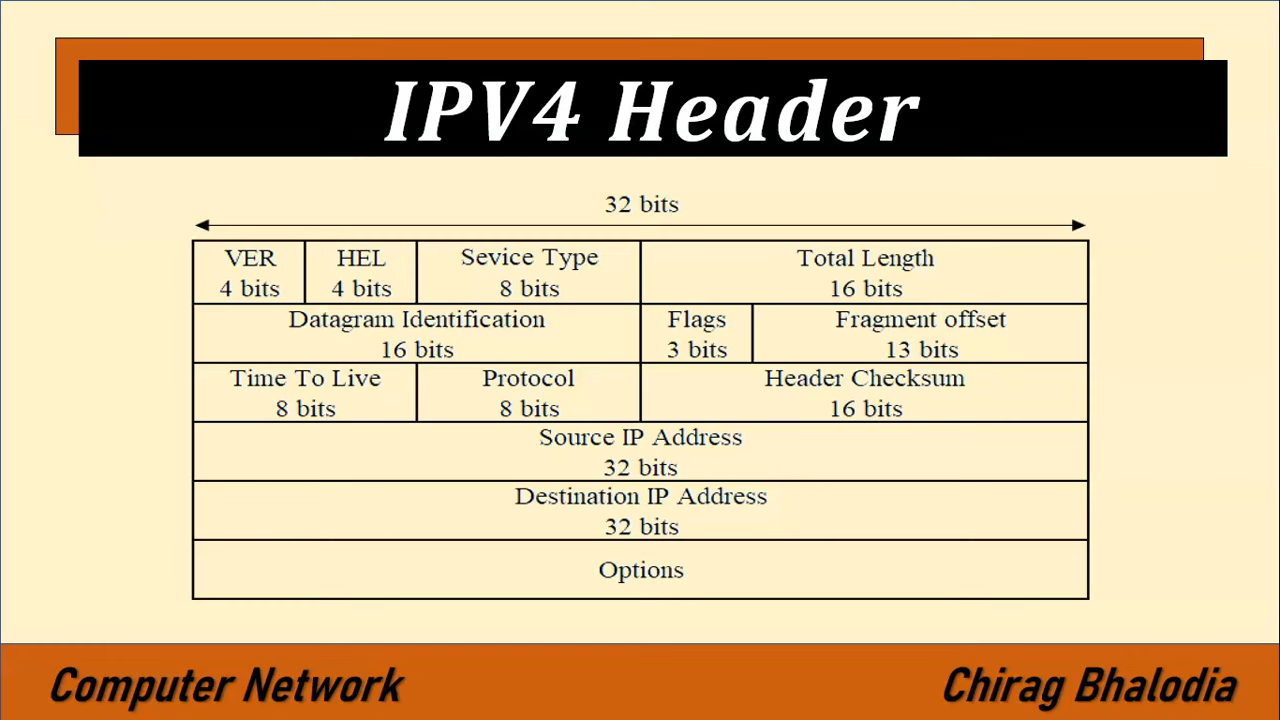 IPV4 Header
32 bits
VER HEL Sevice Type Total Length
4 bits 4 bits 8 bits 16 bits
Datagram Identification Flags Fragment offset
16 bits 3 bits 13 bits
Time To Live Protocol Header Checksum
8 bits 8 bits 16 bits
Source IP Address
32 bits
Destination IP Address
32 bits
Options
Computer Network Chirag Bhalodia